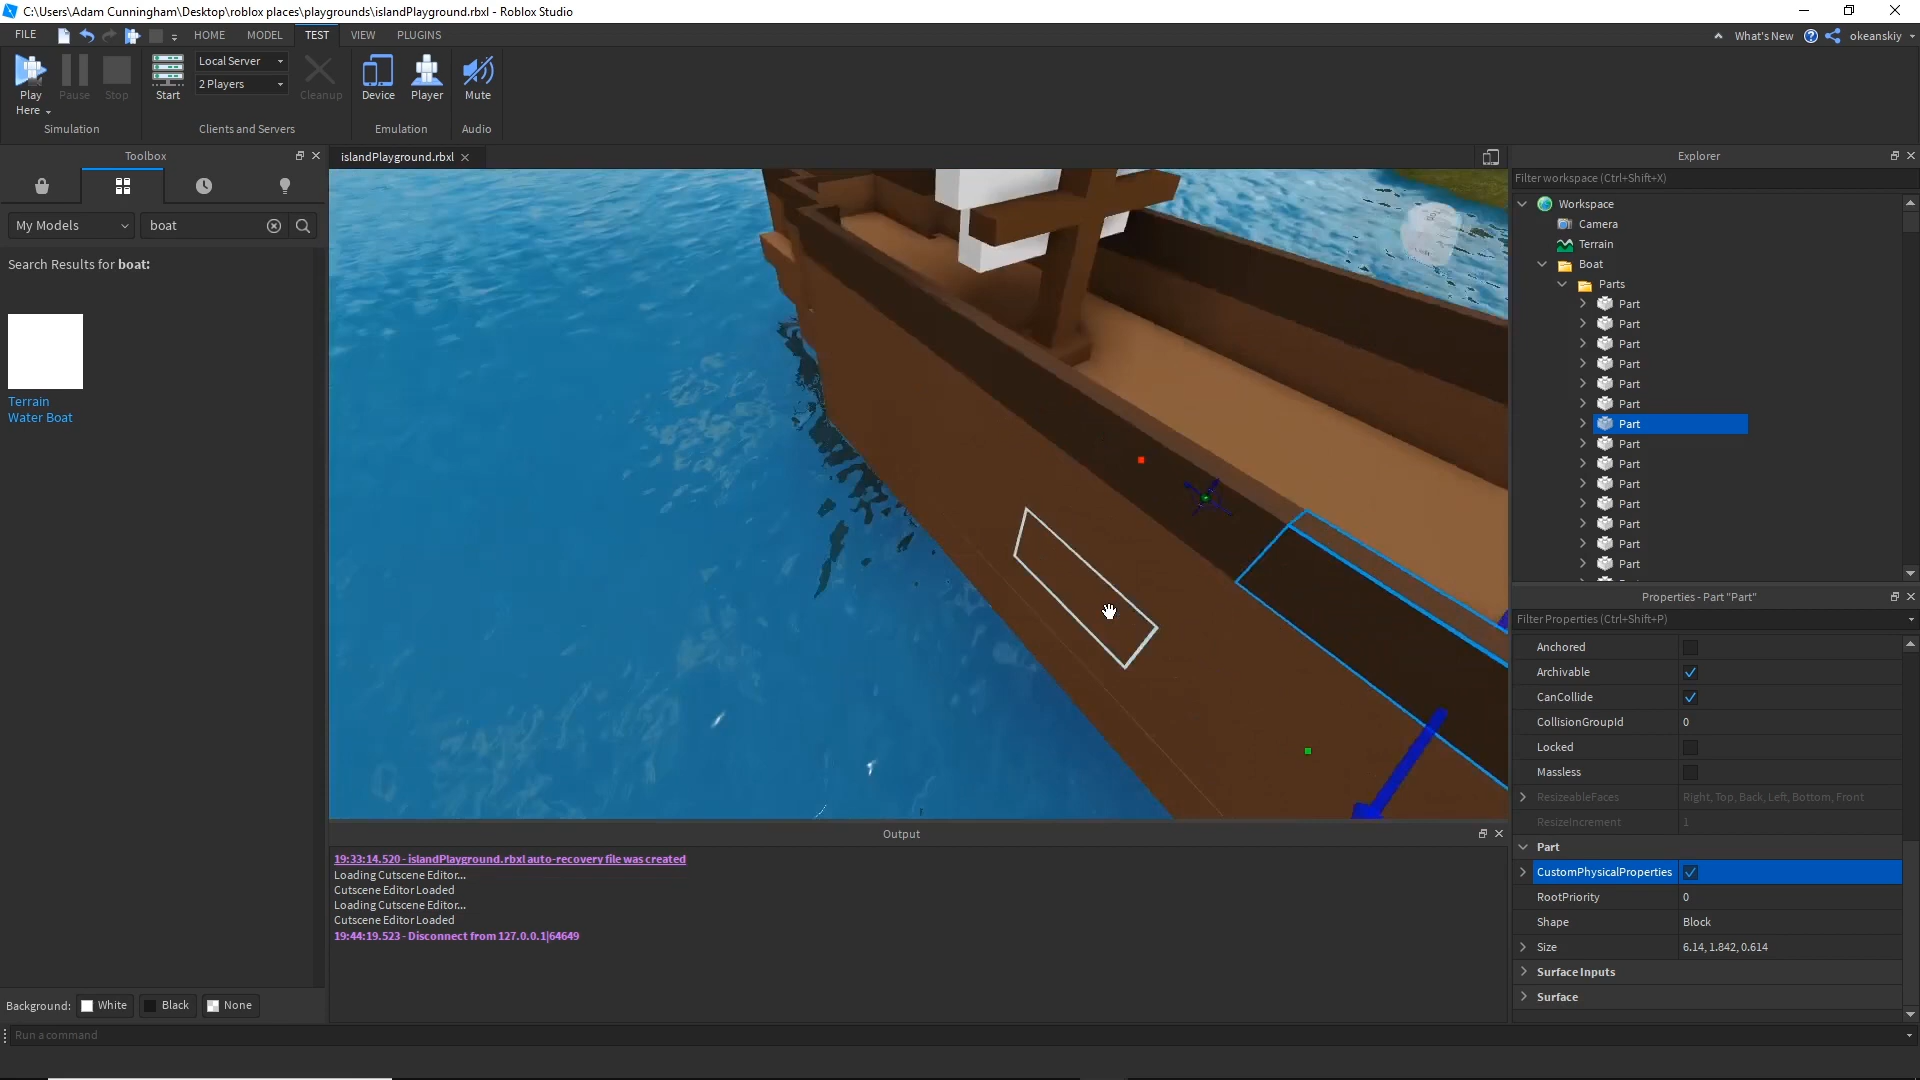 C:\Users\Adam Cunningham\Desktop\roblox places\playgrounds\islandPlayground.rbxl - Roblox Studio
FILE HOME MODEL TEST VIEW PLUGINS What's New okeanskiy
Play Here Pause Stop
Simulation
Start Local Server
2 Players
Cleanup
Clients and Servers
Device Player
Emulation
Mute
Audio
Toolbox
My Models boat
Search Results for boat:
Terrain
Water Boat
Background: White Black None
islandPlayground.rbxl
Output
19:33:14.520 - islandPlayground.rbxl auto-recovery file was created
Loading Cutscene Editor...
Cutscene Editor Loaded
Loading Cutscene Editor...
Cutscene Editor Loaded
19:44:19.523 - Disconnect from 127.0.0.1|64649
Run a command
Explorer
Filter workspace (Ctrl+Shift+X)
Workspace
Camera
Terrain
Boat
Parts
Part
Part
Part
Part
Part
Part
Part
Part
Part
Part
Part
Part
Part
Part
Properties - Part "Part"
Filter Properties (Ctrl+Shift+P)
Anchored
Archivable
CanCollide
CollisionGroupId 0
Locked
Massless
ResizeableFaces Right, Top, Back, Left, Bottom, Front
ResizeIncrement 1
Part
CustomPhysicalProperties
RootPriority 0
Shape Block
Size 6.14, 1.842, 0.614
Surface Inputs
Surface